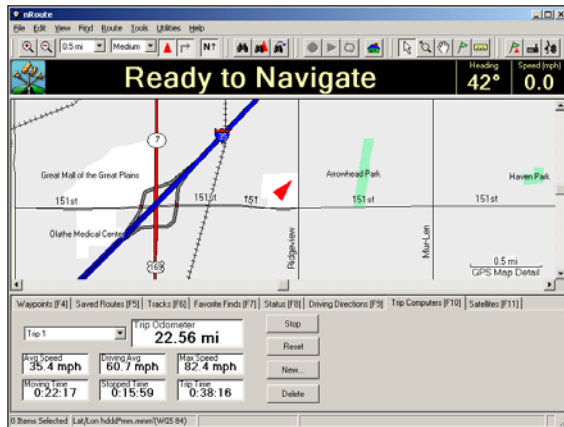 nRoute
File Edit View Find Route Tools Utilities Help
0.5 mi Medium N↑
Ready to Navigate
Heading
42°
Speed (mph)
0.0
7
35
Great Mall of the Great Plains
Arrowhead Park
Haven Park
151st 151st 151 151st 151st
Olathe Medical Center
169
Ridgeview
Mur-Len
0.5 mi
GPS Map Detail
Waypoints [F4] Saved Routes [F5] Tracks [F6] Favorite Finds [F7] Status [F8] Driving Directions [F9] Trip Computers [F10] Satellites [F11]
Trip 1
Trip Odometer
22.56 mi
Stop
Reset
New...
Delete
Avg Speed
35.4 mph
Driving Avg
60.7 mph
Max Speed
82.4 mph
Moving Time
0:22:17
Stopped Time
0:15:59
Trip Time
0:38:16
0 Items Selected Lat/Lon hddd°mm.mmm'(WGS 84)